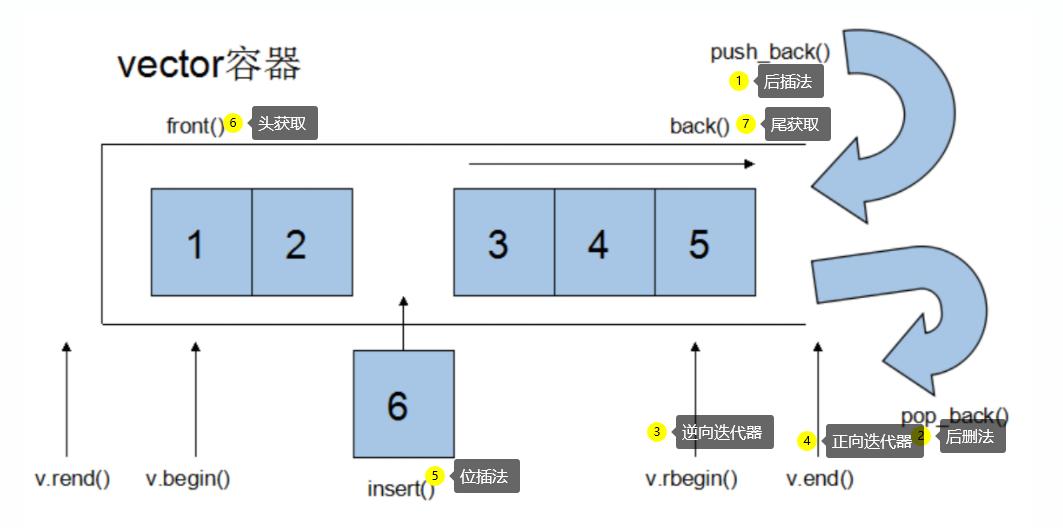 vector容器
push_back()
1 后插法
front() 6 头获取
back() 7 尾获取
1 2 3 4 5
6
pop_back()
2 后删法
3 逆向迭代器
4 正向迭代器
v.rend()
v.begin()
insert() 5 位插法
v.rbegin()
v.end()